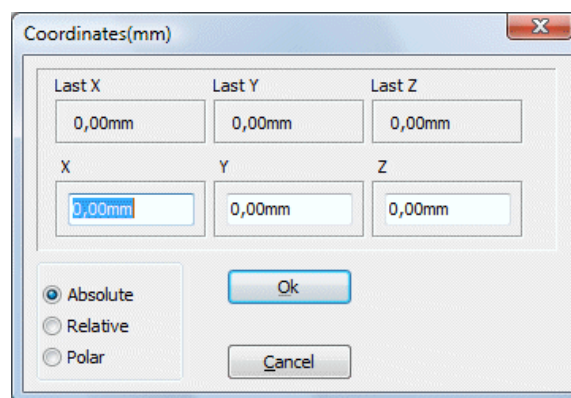 Coordinates(mm)
Last X Last Y Last Z
0,00mm 0,00mm 0,00mm
X Y Z
0,00mm 0,00mm 0,00mm
Absolute
Ok
Relative
Polar
Cancel